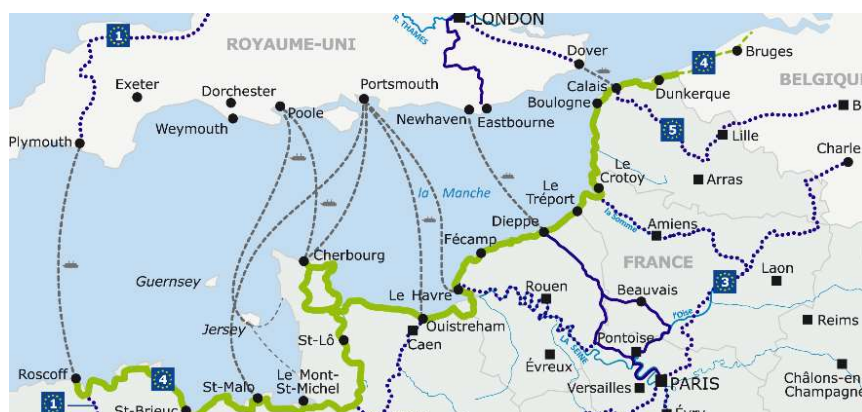 1
R. THAMES
LONDON
ROYAUME-UNI
Dover
4
Bruges
Exeter
Dorchester
Portsmouth
Calais
BELGIQUE
Poole
Boulogne
Dunkerque
Weymouth
Newhaven
Eastbourne
Plymouth
5
Lille
B
Charle
la Manche
Le
Crotoy
Arras
Le
Tréport
Dieppe
la Somme
Amiens
Cherbourg
Fécamp
FRANCE
Guernsey
Laon
3
Le Havre
Rouen
Beauvais
l'Oise
Jersey
Ouistreham
Caen
LA SEINE
Pontoise
Reims
St-Lô
Évreux
Roscoff
4
St-Malo
Le Mont-
St-Michel
Versailles
PARIS
Châlons-en-
Champagne
1
St-Brieuc
Évry